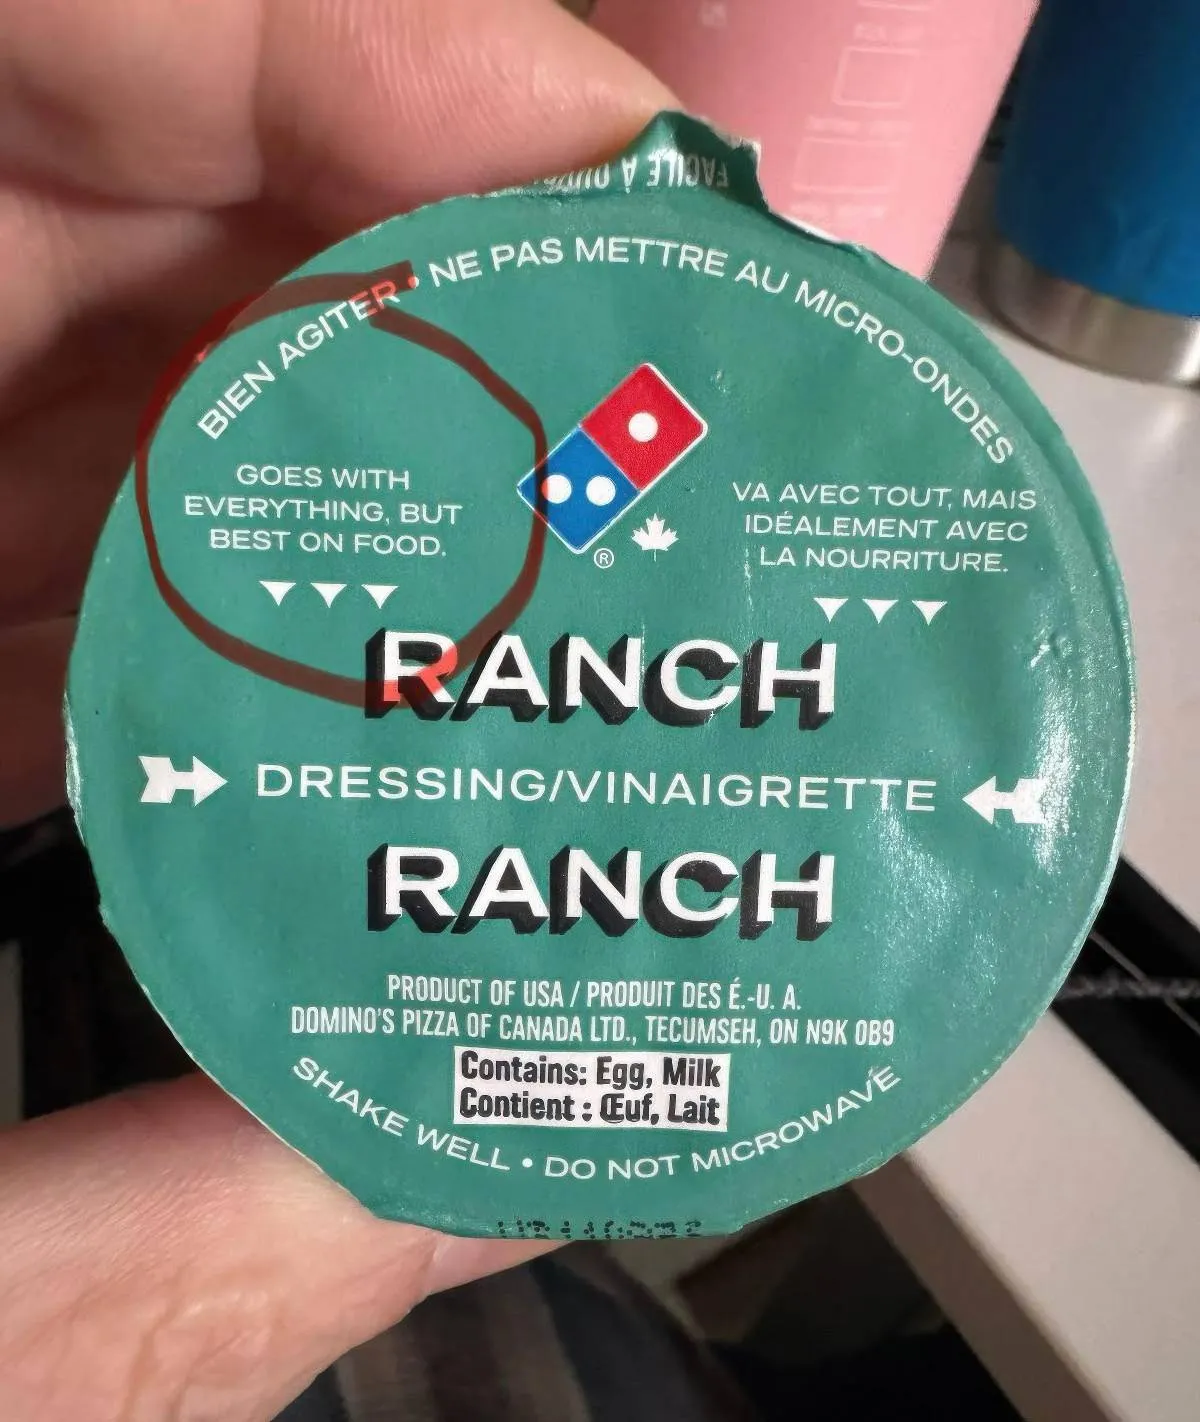 FACILE À
BIEN AGITER • NE PAS METTRE AU MICRO-ONDES
GOES WITH
EVERYTHING, BUT
BEST ON FOOD.
VA AVEC TOUT, MAIS
IDÉALEMENT AVEC
LA NOURRITURE.
®
RANCH
DRESSING/VINAIGRETTE
RANCH
PRODUCT OF USA / PRODUIT DES É.-U. A.
DOMINO'S PIZZA OF CANADA LTD., TECUMSEH, ON N9K 0B9
Contains: Egg, Milk
Contient : Œuf, Lait
SHAKE WELL • DO NOT MICROWAVE